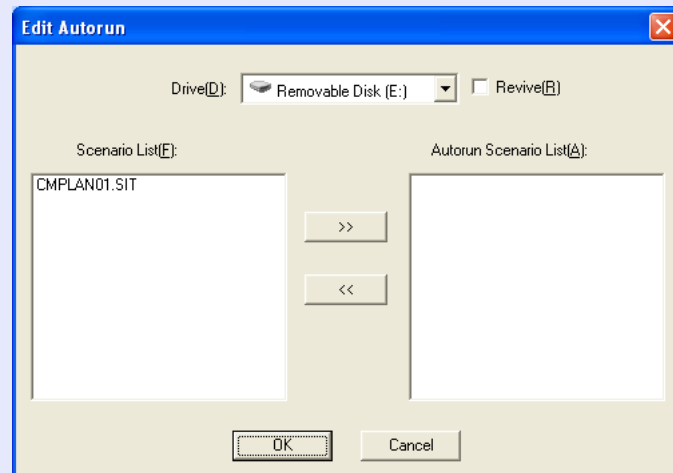 Edit Autorun
Drive(D): Removable Disk (E:) Revive(R)
Scenario List(F): Autorun Scenario List(A):
CMPLAN01.SIT
>>
<<
OK Cancel